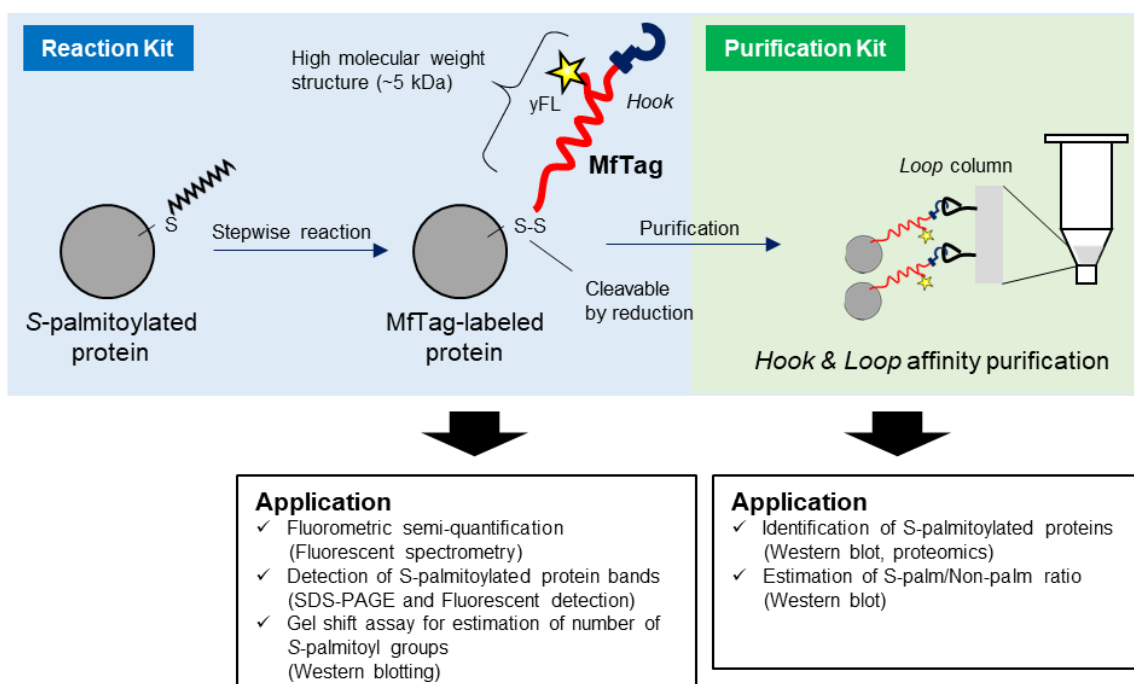 Reaction Kit
High molecular weight
structure (~5 kDa)
yFL
Hook
MfTag
S
Stepwise reaction
S-S
Cleavable
by reduction
S-palmitoylated
protein
MfTag-labeled
protein
Purification
Purification Kit
Loop column
Hook & Loop affinity purification
Application
✓ Fluorometric semi-quantification
(Fluorescent spectrometry)
✓ Detection of S-palmitoylated protein bands
(SDS-PAGE and Fluorescent detection)
✓ Gel shift assay for estimation of number of
S-palmitoyl groups
(Western blotting)
Application
✓ Identification of S-palmitoylated proteins
(Western blot, proteomics)
✓ Estimation of S-palm/Non-palm ratio
(Western blot)